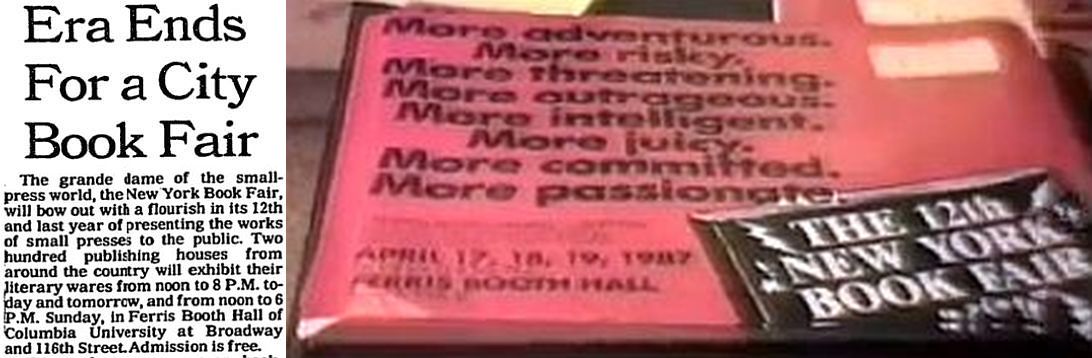 Era Ends
For a City
Book Fair
The grande dame of the small-
press world, the New York Book Fair,
will bow out with a flourish in its 12th
and last year of presenting the works
of small presses to the public. Two
hundred publishing houses from
around the country will exhibit their
literary wares from noon to 8 P.M. to-
day and tomorrow, and from noon to 6
P.M. Sunday, in Ferris Booth Hall of
Columbia University at Broadway
and 116th Street. Admission is free.
More adventurous.
More risky.
More threatening.
More outrageous.
More intelligent.
More juicy.
More committed.
More passionate.
APRIL 17, 18, 19, 1987
FERRIS BOOTH HALL
THE 12th
NEW YORK
BOOK FAIR